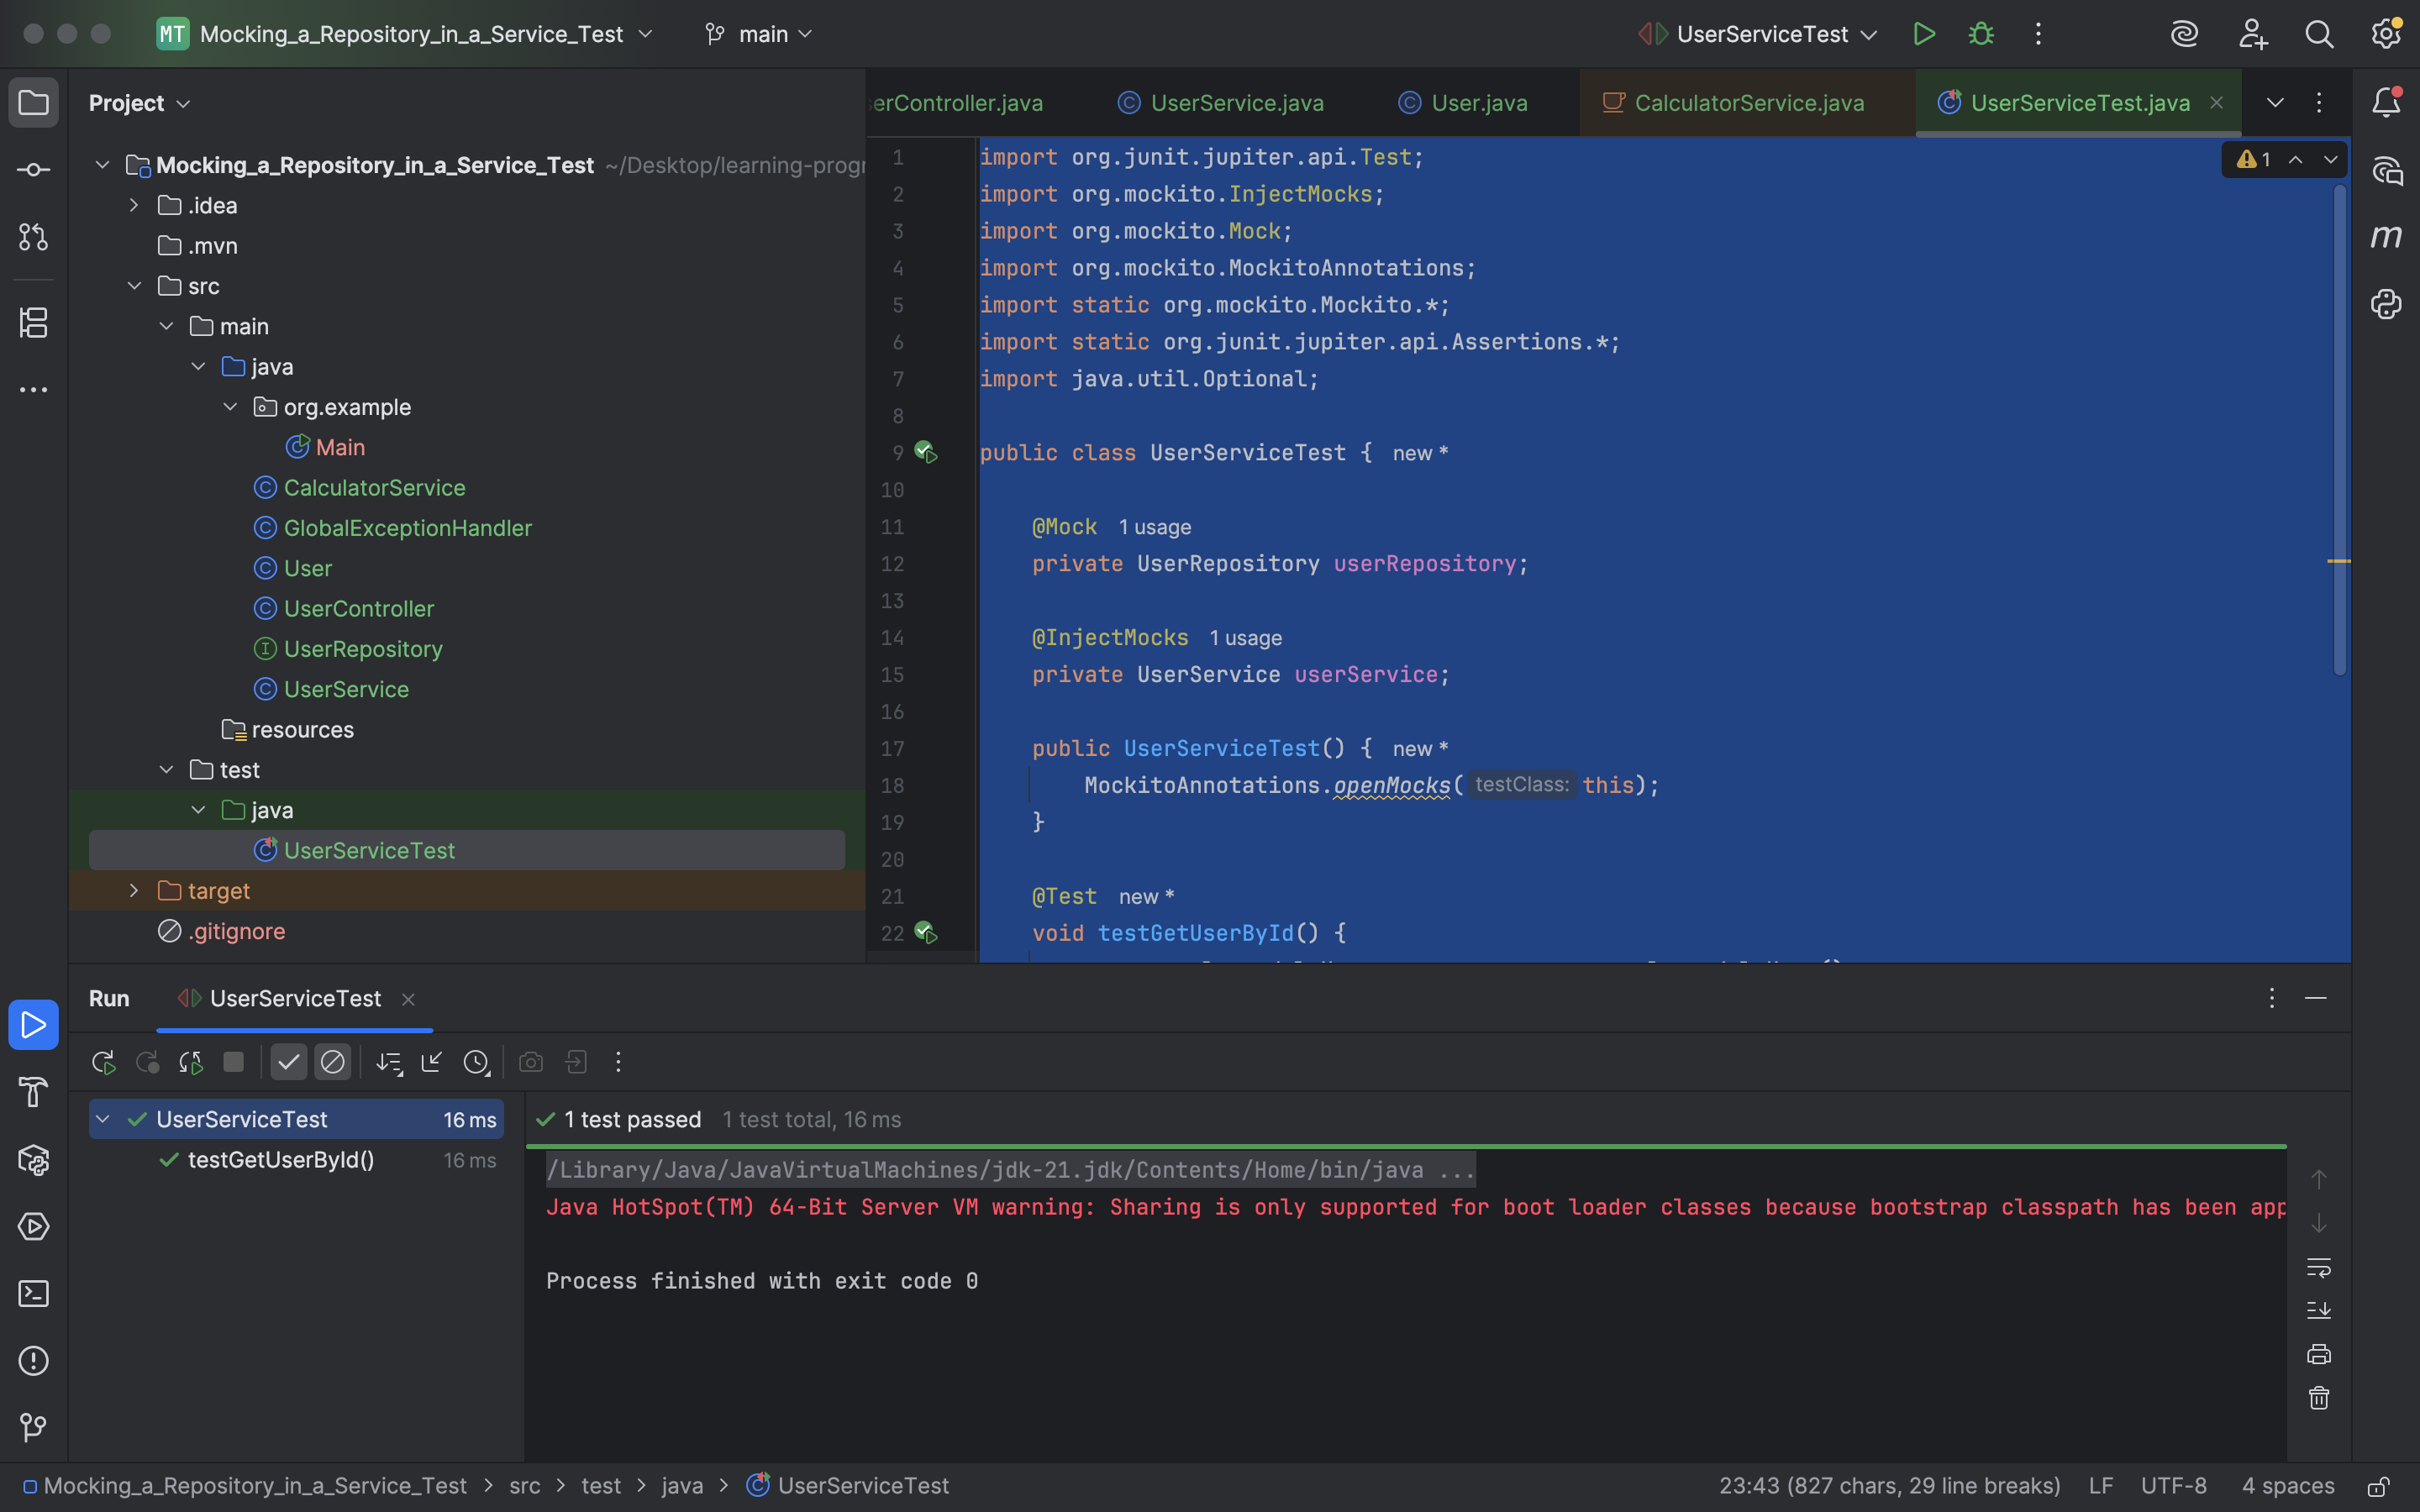 MT Mocking_a_Repository_in_a_Service_Test main UserServiceTest
Project
Mocking_a_Repository_in_a_Service_Test ~/Desktop/learning-progr
.idea
.mvn
src
main
java
org.example
Main
CalculatorService
GlobalExceptionHandler
User
UserController
UserRepository
UserService
resources
test
java
UserServiceTest
target
.gitignore
erController.java UserService.java User.java CalculatorService.java UserServiceTest.java
1 import org.junit.jupiter.api.Test;
2 import org.mockito.InjectMocks;
3 import org.mockito.Mock;
4 import org.mockito.MockitoAnnotations;
5 import static org.mockito.Mockito.*;
6 import static org.junit.jupiter.api.Assertions.*;
7 import java.util.Optional;
8
9 public class UserServiceTest { new *
10
11 @Mock 1 usage
12 private UserRepository userRepository;
13
14 @InjectMocks 1 usage
15 private UserService userService;
16
17 public UserServiceTest() { new *
18 MockitoAnnotations.openMocks( testClass: this);
19 }
20
21 @Test new *
22 void testGetUserById() {
1
m
Run UserServiceTest
UserServiceTest 16 ms
testGetUserById() 16 ms
1 test passed 1 test total, 16 ms
/Library/Java/JavaVirtualMachines/jdk-21.jdk/Contents/Home/bin/java ...
Java HotSpot(TM) 64-Bit Server VM warning: Sharing is only supported for boot loader classes because bootstrap classpath has been app
Process finished with exit code 0
Mocking_a_Repository_in_a_Service_Test > src > test > java > UserServiceTest 23:43 (827 chars, 29 line breaks) LF UTF-8 4 spaces